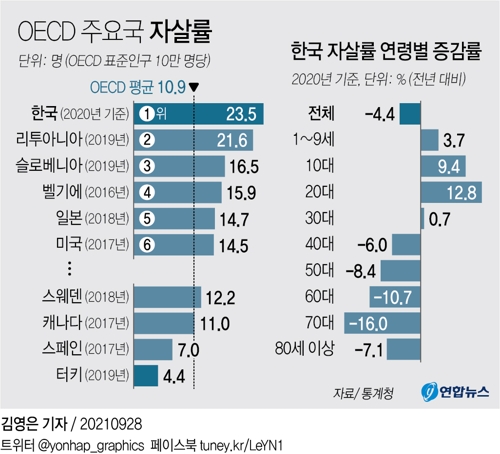 OECD 주요국 자살률
단위: 명 (OECD 표준인구 10만 명당)
OECD 평균 10.9 ▼
한국(2020년 기준) ①위 23.5
리투아니아(2019년) ② 21.6
슬로베니아(2019년) ③ 16.5
벨기에(2016년) ④ 15.9
일본(2018년) ⑤ 14.7
미국(2017년) ⑥ 14.5
⋮
스웨덴(2018년) 12.2
캐나다(2017년) 11.0
스페인(2017년) 7.0
터키(2019년) 4.4
한국 자살률 연령별 증감률
2020년 기준, 단위: % (전년 대비)
전체 -4.4
1~9세 3.7
10대 9.4
20대 12.8
30대 0.7
40대 -6.0
50대 -8.4
60대 -10.7
70대 -16.0
80세 이상 -7.1
자료/ 통계청
연합뉴스
김영은 기자 / 20210928
트위터 @yonhap_graphics 페이스북 tuney.kr/LeYN1